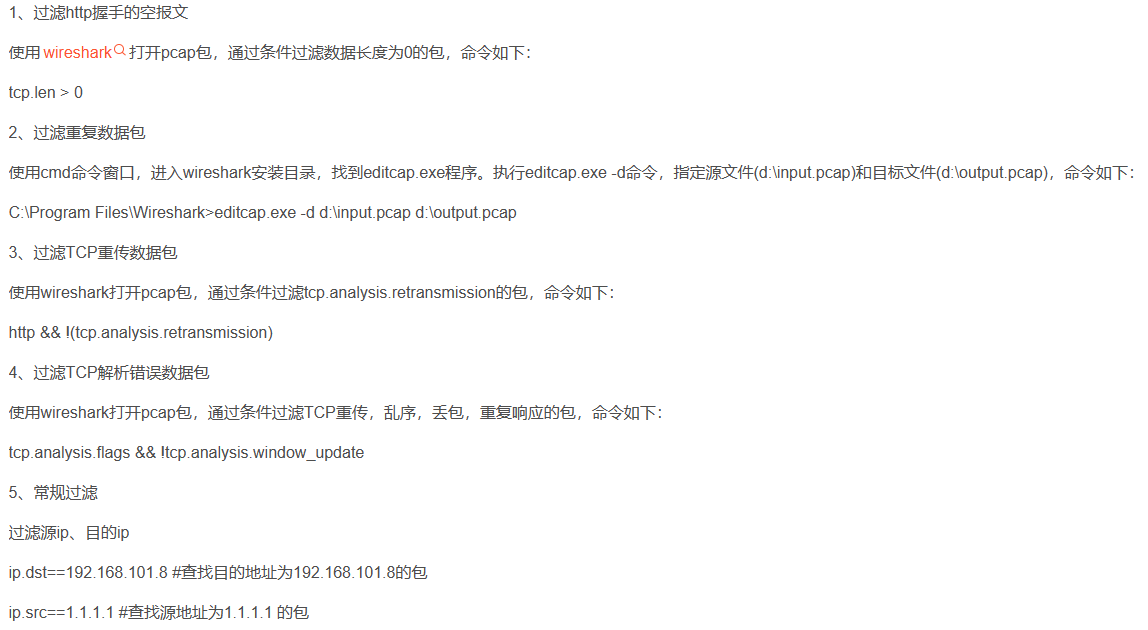 1、过滤http握手的空报文
使用wireshark打开pcap包，通过条件过滤数据长度为0的包，命令如下：
tcp.len > 0
2、过滤重复数据包
使用cmd命令窗口，进入wireshark安装目录，找到editcap.exe程序。执行editcap.exe -d命令，指定源文件(d:\input.pcap)和目标文件(d:\output.pcap)，命令如下：
C:\Program Files\Wireshark>editcap.exe -d d:\input.pcap d:\output.pcap
3、过滤TCP重传数据包
使用wireshark打开pcap包，通过条件过滤tcp.analysis.retransmission的包，命令如下：
http && !(tcp.analysis.retransmission)
4、过滤TCP解析错误数据包
使用wireshark打开pcap包，通过条件过滤TCP重传，乱序，丢包，重复响应的包，命令如下：
tcp.analysis.flags && !tcp.analysis.window_update
5、常规过滤
过滤源ip、目的ip
ip.dst==192.168.101.8 #查找目的地址为192.168.101.8的包
ip.src==1.1.1.1 #查找源地址为1.1.1.1 的包